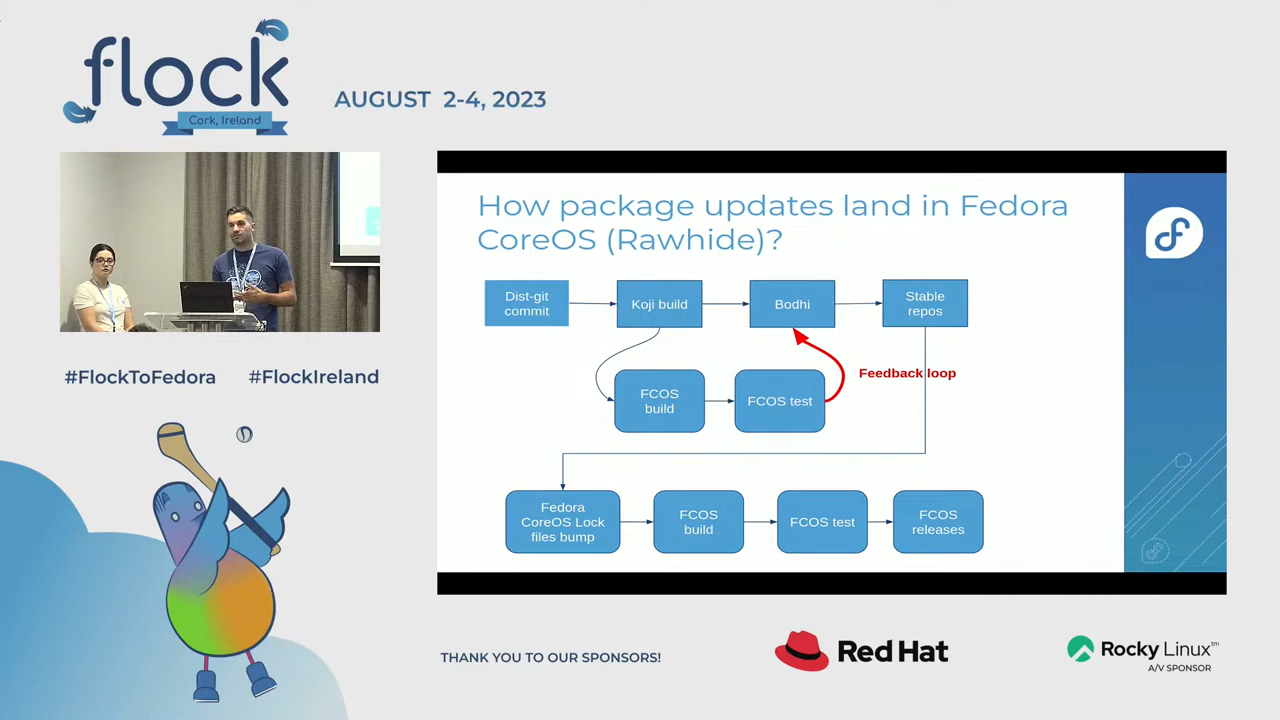 flock
Cork, Ireland
AUGUST 2-4, 2023
#FlockToFedora #FlockIreland
How package updates land in Fedora
CoreOS (Rawhide)?
Dist-git
commit
Koji build
Bodhi
Stable
repos
FCOS
build
FCOS test
Feedback loop
Fedora
CoreOS Lock
files bump
FCOS
build
FCOS test
FCOS
releases
THANK YOU TO OUR SPONSORS!
Red Hat
Rocky Linux™
A/V SPONSOR